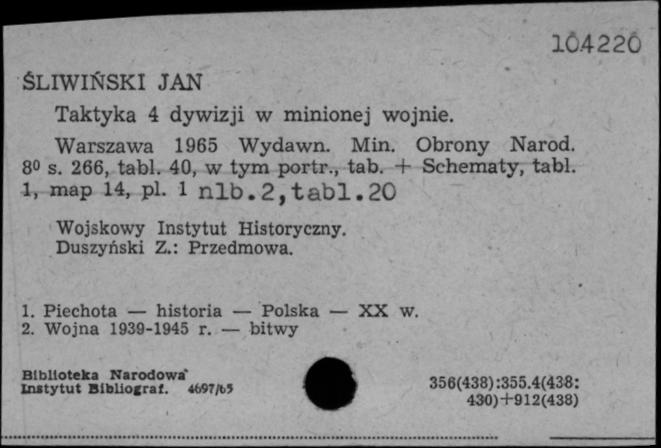 104220
ŚLIWIŃSKI JAN
Taktyka 4 dywizji w minionej wojnie.
Warszawa 1965 Wydawn. Min. Obrony Narod.
8⁰ s. 266, tabl. 40, w tym portr., tab. + Schematy, tabl.
1, map 14, pl. 1 nlb.2,tabl.20
Wojskowy Instytut Historyczny.
Duszyński Z.: Przedmowa.
1. Piechota — historia — Polska — XX w.
2. Wojna 1939-1945 r. — bitwy
Biblioteka Narodowa
Instytut Bibliograf. 4697/65
356(438):355.4(438:
430)+912(438)